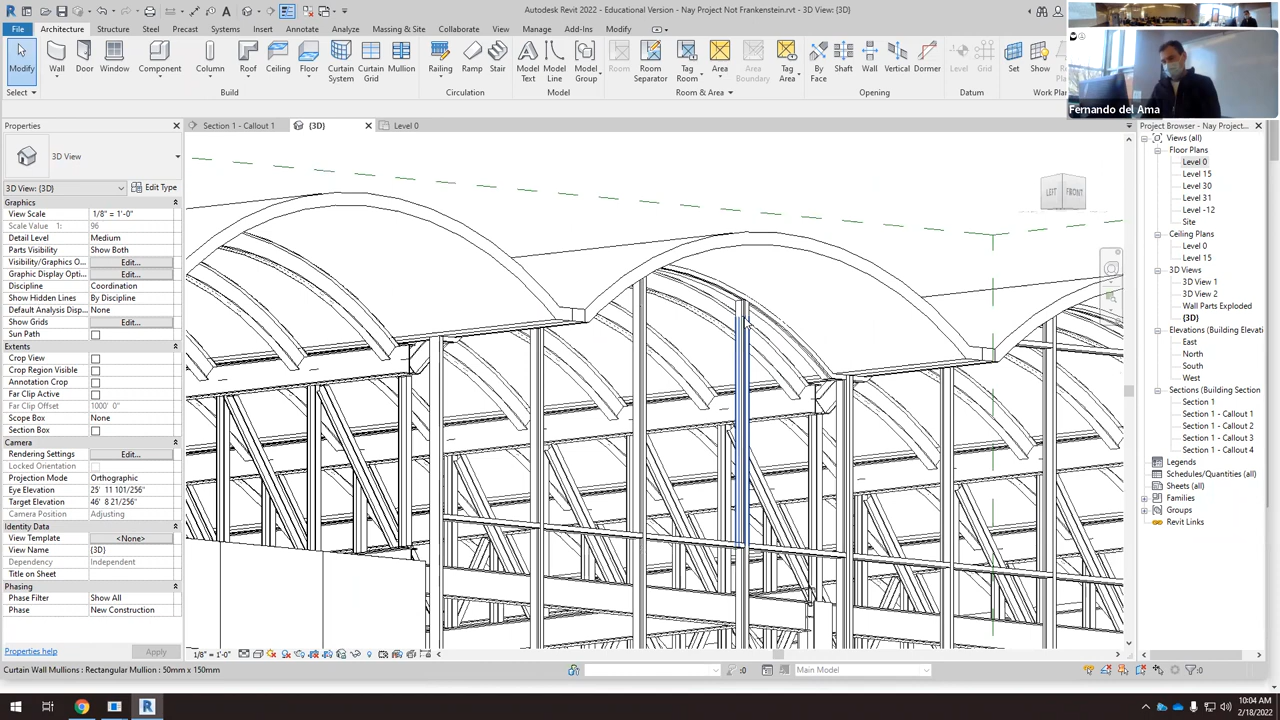 Autodesk Revit 2022 - Educational Version - Nay Project Not Frankenstein.rvt - 3D View: {3D}
File Architecture Structure Steel Precast Systems Insert Annotate Analyze Massing & Site Collaborate View Manage Add-Ins Modify
Modify Wall Door Window Component Column Roof Ceiling Floor Curtain System Curtain Grid Mullion Railing Ramp Stair Model Text Model Line Model Group Room Room Separator Tag Room Area Area Boundary Tag Area By Face Shaft Wall Vertical Dormer Level Grid Set Show
Select Build Circulation Model Room & Area Opening Datum Work Pl
Fernando del Ama
Properties
Section 1 - Callout 1 {3D} Level 0
Project Browser - Nay Project...
3D View
3D View: {3D} Edit Type
Graphics
View Scale 1/8" = 1'-0"
Scale Value 1: 96
Detail Level Medium
Parts Visibility Show Both
Visibility/Graphics O... Edit...
Graphic Display Opti... Edit...
Discipline Coordination
Show Hidden Lines By Discipline
Default Analysis Disp... None
Show Grids Edit...
Sun Path
Extents
Crop View
Crop Region Visible
Annotation Crop
Far Clip Active
Far Clip Offset 1000' 0"
Scope Box None
Section Box
Camera
Rendering Settings Edit...
Locked Orientation
Projection Mode Orthographic
Eye Elevation 25' 11 101/256"
Target Elevation 46' 8 21/256"
Camera Position Adjusting
Identity Data
View Template <None>
View Name {3D}
Dependency Independent
Title on Sheet
Phasing
Phase Filter Show All
Phase New Construction
Properties help Apply
LEFT FRONT
Views (all)
Floor Plans
Level 0
Level 15
Level 30
Level 31
Level -12
Site
Ceiling Plans
Level 0
Level 15
3D Views
3D View 1
3D View 2
Wall Parts Exploded
{3D}
Elevations (Building Elevati
East
North
South
West
Sections (Building Section
Section 1
Section 1 - Callout 1
Section 1 - Callout 2
Section 1 - Callout 3
Section 1 - Callout 4
Legends
Schedules/Quantities (all)
Sheets (all)
Families
Groups
Revit Links
1/8" = 1'-0"
Curtain Wall Mullions : Rectangular Mullion : 50mm x 150mm
:0 Main Model :0
10:04 AM
2/18/2022